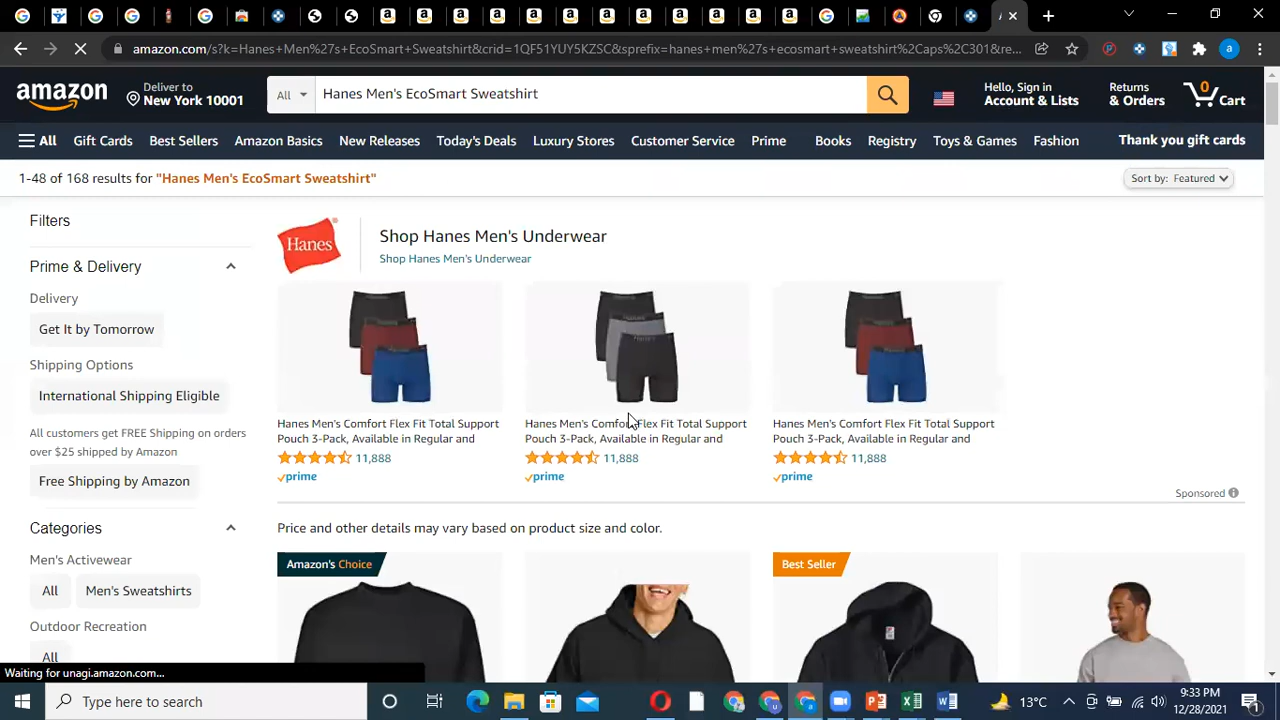 amazon.com/s?k=Hanes+Men%27s+EcoSmart+Sweatshirt&crid=1QF51YUY5KZSC&sprefix=hanes+men%27s+ecosmart+sweatshirt%2Caps%2C301&re...
a
amazon
Deliver to
New York 10001
All
Hanes Men's EcoSmart Sweatshirt
Hello, Sign in
Account & Lists
Returns
& Orders
0
Cart
All
Gift Cards
Best Sellers
Amazon Basics
New Releases
Today's Deals
Luxury Stores
Customer Service
Prime
Books
Registry
Toys & Games
Fashion
Thank you gift cards
1-48 of 168 results for "Hanes Men's EcoSmart Sweatshirt"
Sort by: Featured
Filters
Prime & Delivery
Delivery
Get It by Tomorrow
Shipping Options
International Shipping Eligible
All customers get FREE Shipping on orders
over $25 shipped by Amazon
Free Shipping by Amazon
Categories
Men's Activewear
All
Men's Sweatshirts
Outdoor Recreation
All
Hanes
Shop Hanes Men's Underwear
Shop Hanes Men's Underwear
Hanes Men's Comfort Flex Fit Total Support
Pouch 3-Pack, Available in Regular and
11,888
prime
Hanes Men's Comfort Flex Fit Total Support
Pouch 3-Pack, Available in Regular and
11,888
prime
Hanes Men's Comfort Flex Fit Total Support
Pouch 3-Pack, Available in Regular and
11,888
prime
Sponsored
Price and other details may vary based on product size and color.
Amazon's Choice
Best Seller
Waiting for unagi.amazon.com...
Type here to search
13°C
9:33 PM
12/28/2021